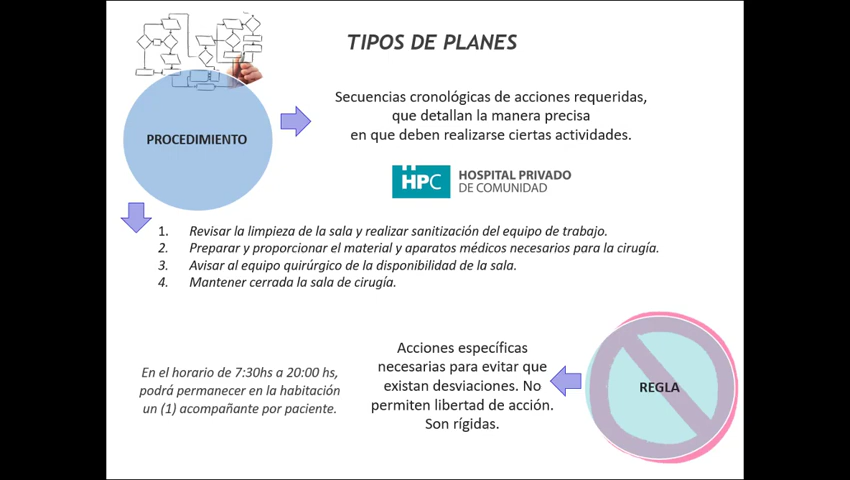 TIPOS DE PLANES
PROCEDIMIENTO
Secuencias cronológicas de acciones requeridas,
que detallan la manera precisa
en que deben realizarse ciertas actividades.
HPC HOSPITAL PRIVADO
DE COMUNIDAD
1. Revisar la limpieza de la sala y realizar sanitización del equipo de trabajo.
2. Preparar y proporcionar el material y aparatos médicos necesarios para la cirugía.
3. Avisar al equipo quirúrgico de la disponibilidad de la sala.
4. Mantener cerrada la sala de cirugía.
REGLA
Acciones específicas
necesarias para evitar que
existan desviaciones. No
permiten libertad de acción.
Son rígidas.
En el horario de 7:30hs a 20:00 hs,
podrá permanecer en la habitación
un (1) acompañante por paciente.